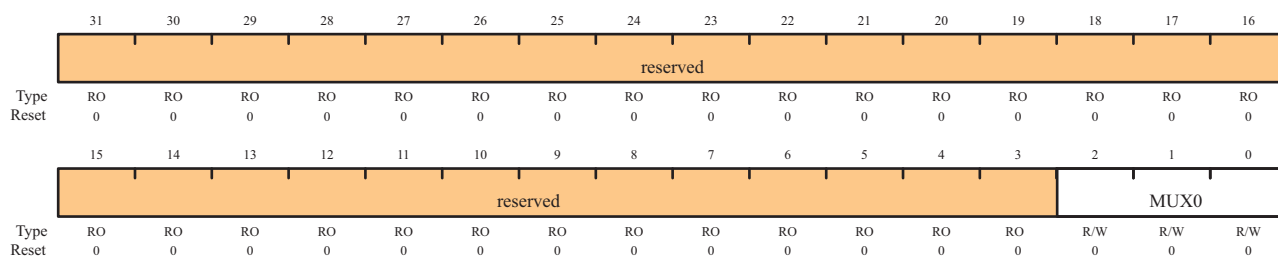 31 30 29 28 27 26 25 24 23 22 21 20 19 18 17 16
reserved
Type RO RO RO RO RO RO RO RO RO RO RO RO RO RO RO RO
Reset 0 0 0 0 0 0 0 0 0 0 0 0 0 0 0 0
15 14 13 12 11 10 9 8 7 6 5 4 3 2 1 0
reserved MUX0
Type RO RO RO RO RO RO RO RO RO RO RO RO RO R/W R/W R/W
Reset 0 0 0 0 0 0 0 0 0 0 0 0 0 0 0 0